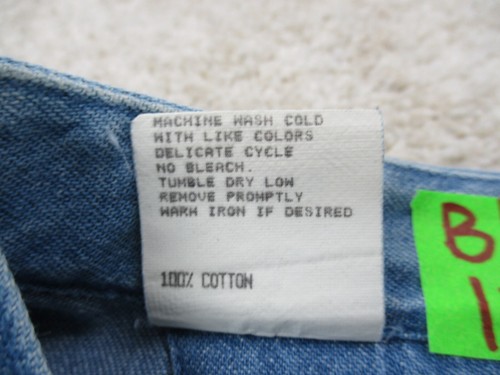 MACHINE WASH COLD
WITH LIKE COLORS
DELICATE CYCLE
NO BLEACH.
TUMBLE DRY LOW
REMOVE PROMPTLY
WARM IRON IF DESIRED
100% COTTON
B
1